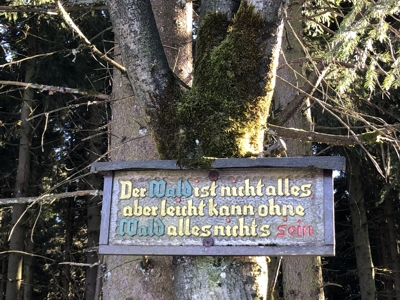 Der Wald ist nicht alles
aber leicht kann ohne
Wald alles nichts sein